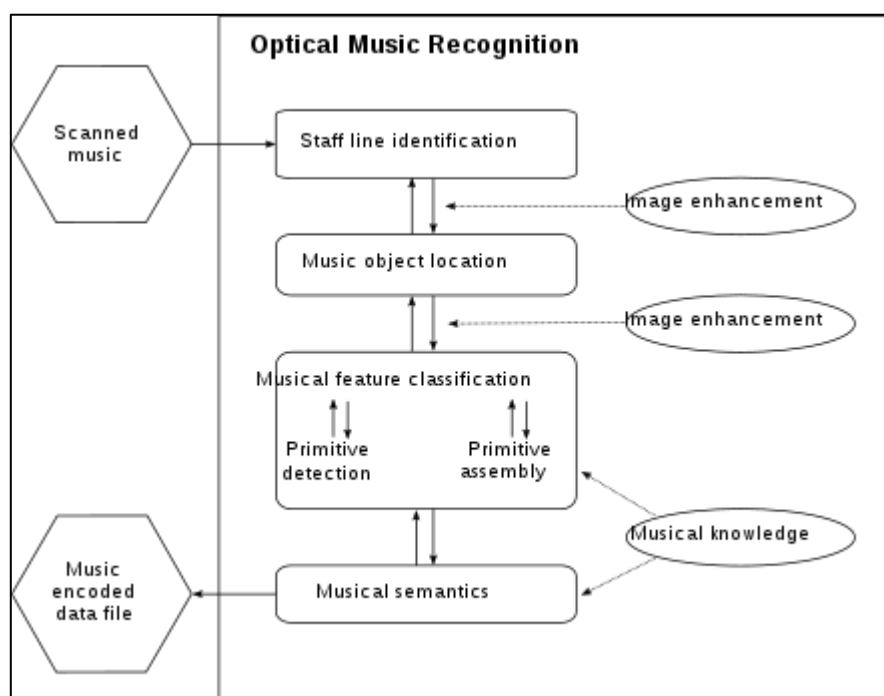 Optical Music Recognition
Scanned
music
Staff line identification
Image enhancement
Music object location
Image enhancement
Musical feature classification
Primitive
detection
Primitive
assembly
Musical knowledge
Music
encoded
data file
Musical semantics